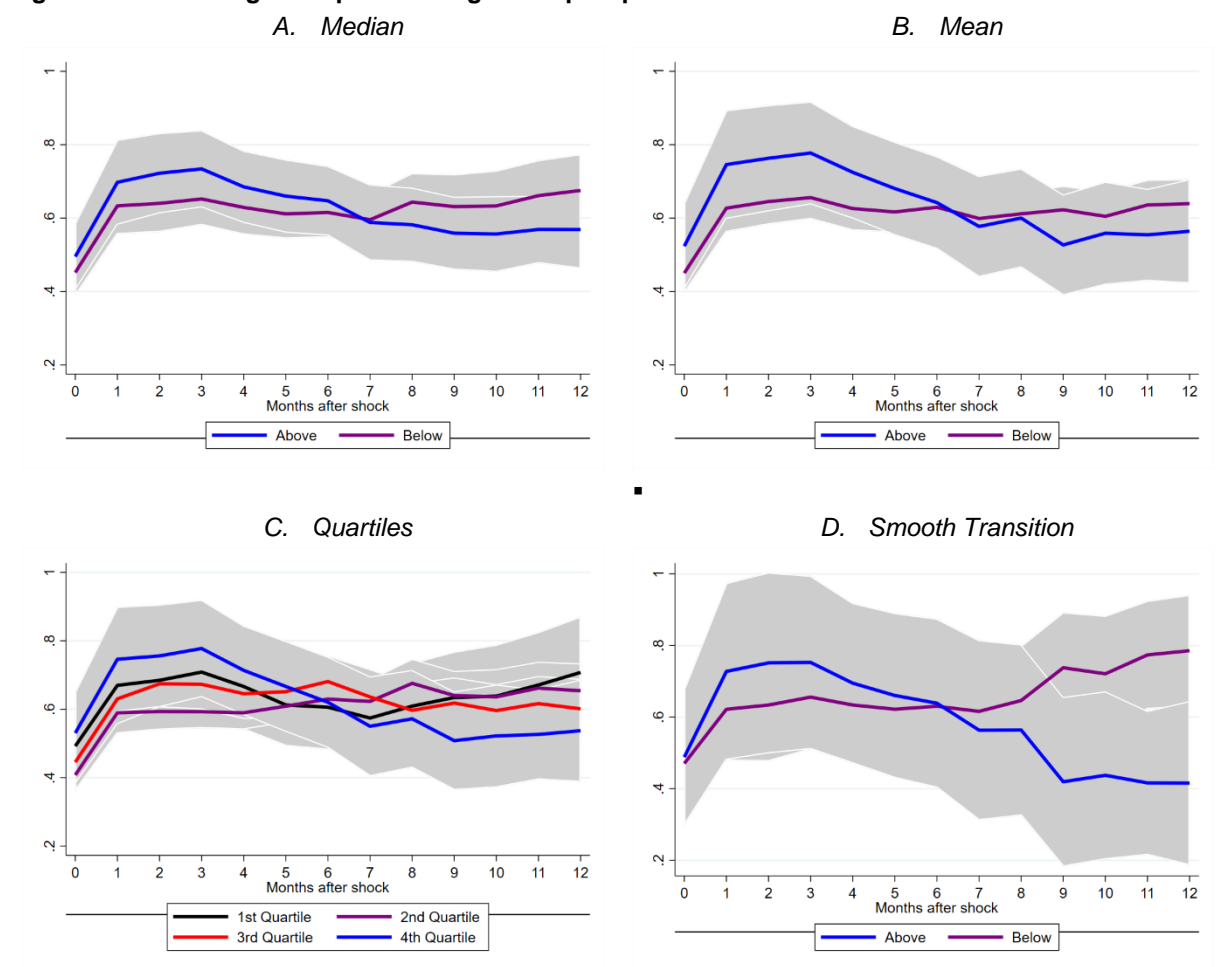 A. Median
1
.8
.6
.4
.2
0 1 2 3 4 5 6 7 8 9 10 11 12
Months after shock
Above Below
B. Mean
1
.8
.6
.4
.2
0 1 2 3 4 5 6 7 8 9 10 11 12
Months after shock
Above Below
C. Quartiles
1
.8
.6
.4
.2
0 1 2 3 4 5 6 7 8 9 10 11 12
Months after shock
1st Quartile 2nd Quartile
3rd Quartile 4th Quartile
D. Smooth Transition
1
.8
.6
.4
.2
0 1 2 3 4 5 6 7 8 9 10 11 12
Months after shock
Above Below